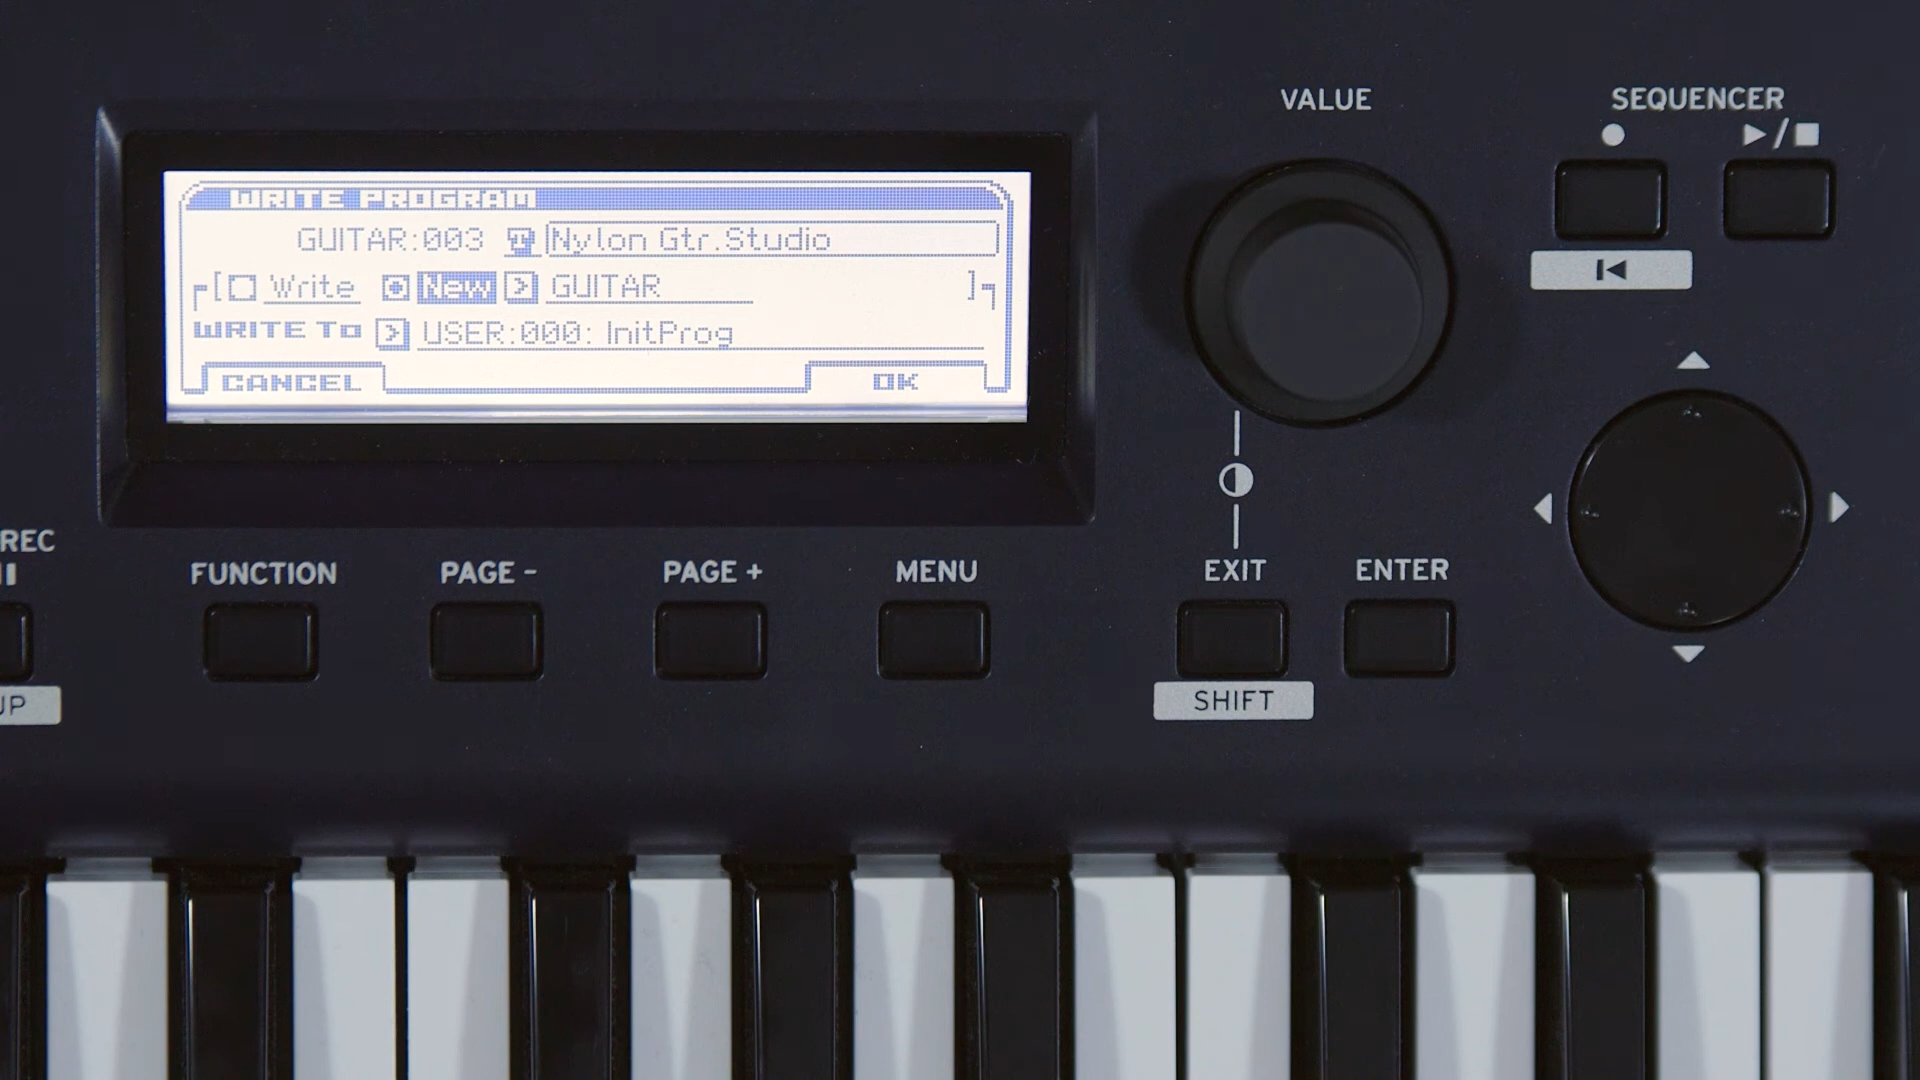 VALUE
SEQUENCER
WRITE PROGRAM
GUITAR:003 T Nylon Gtr.Studio
Write New > GUITAR
WRITE TO > USER:000: InitProg
CANCEL OK
REC
FUNCTION
PAGE -
PAGE +
MENU
EXIT
ENTER
UP
SHIFT